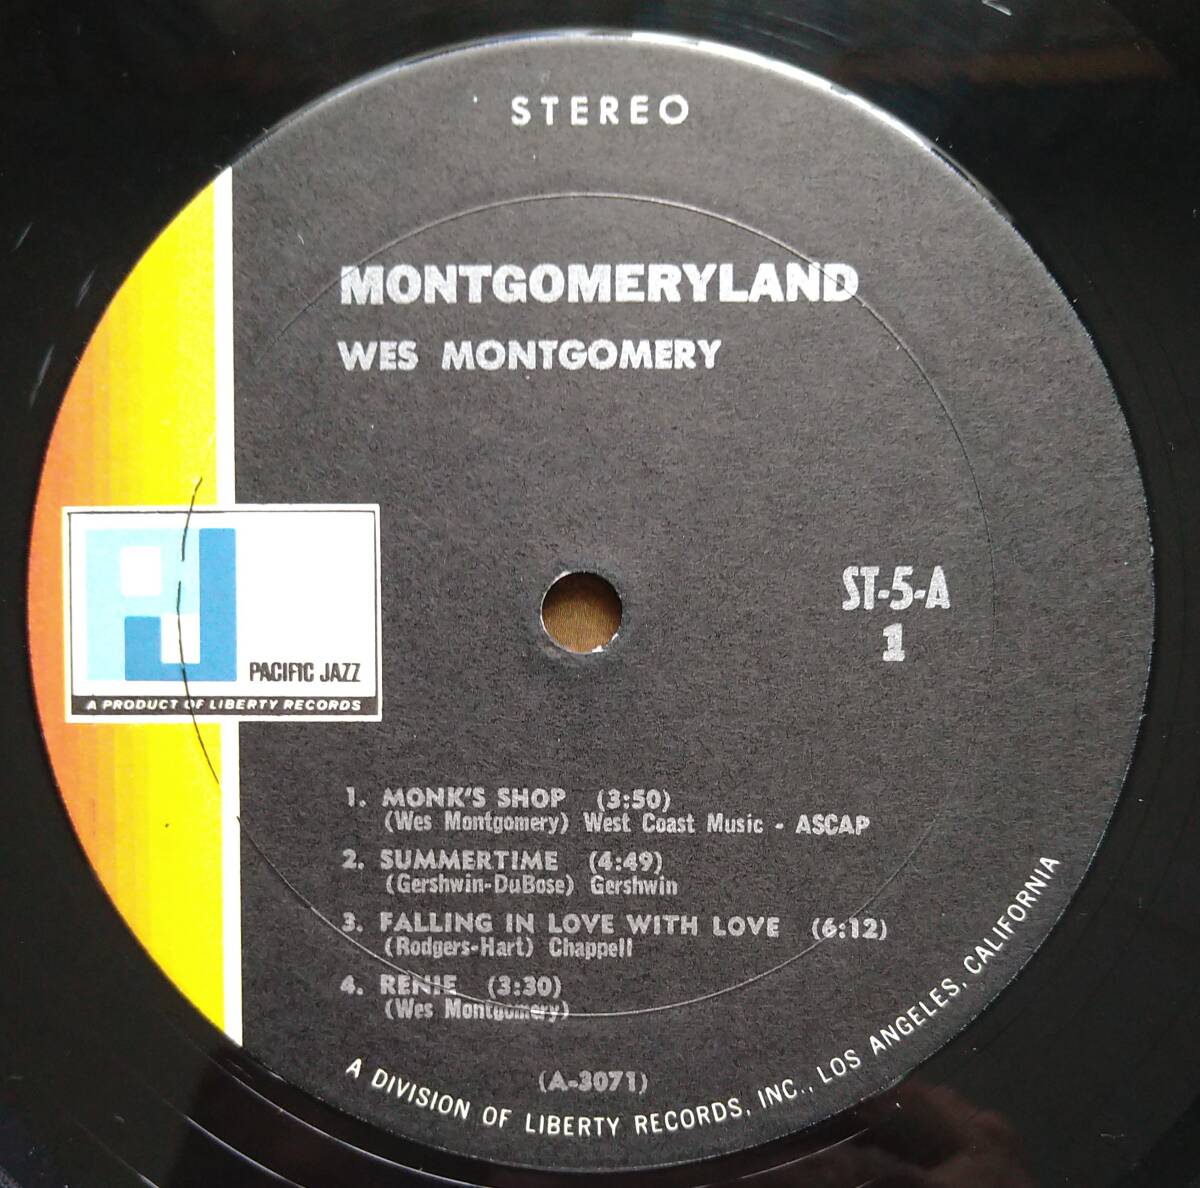 STEREO
MONTGOMERYLAND
WES MONTGOMERY
ST-5-A
1
PJ
PACIFIC JAZZ
A PRODUCT OF LIBERTY RECORDS
1. MONK'S SHOP (3:50)
(Wes Montgomery) West Coast Music - ASCAP
2. SUMMERTIME (4:49)
(Gershwin-DuBose) Gershwin
3. FALLING IN LOVE WITH LOVE (6:12)
(Rodgers-Hart) Chappell
4. RENIE (3:30)
(Wes Montgomery)
(A-3071)
A DIVISION OF LIBERTY RECORDS, INC., LOS ANGELES, CALIFORNIA